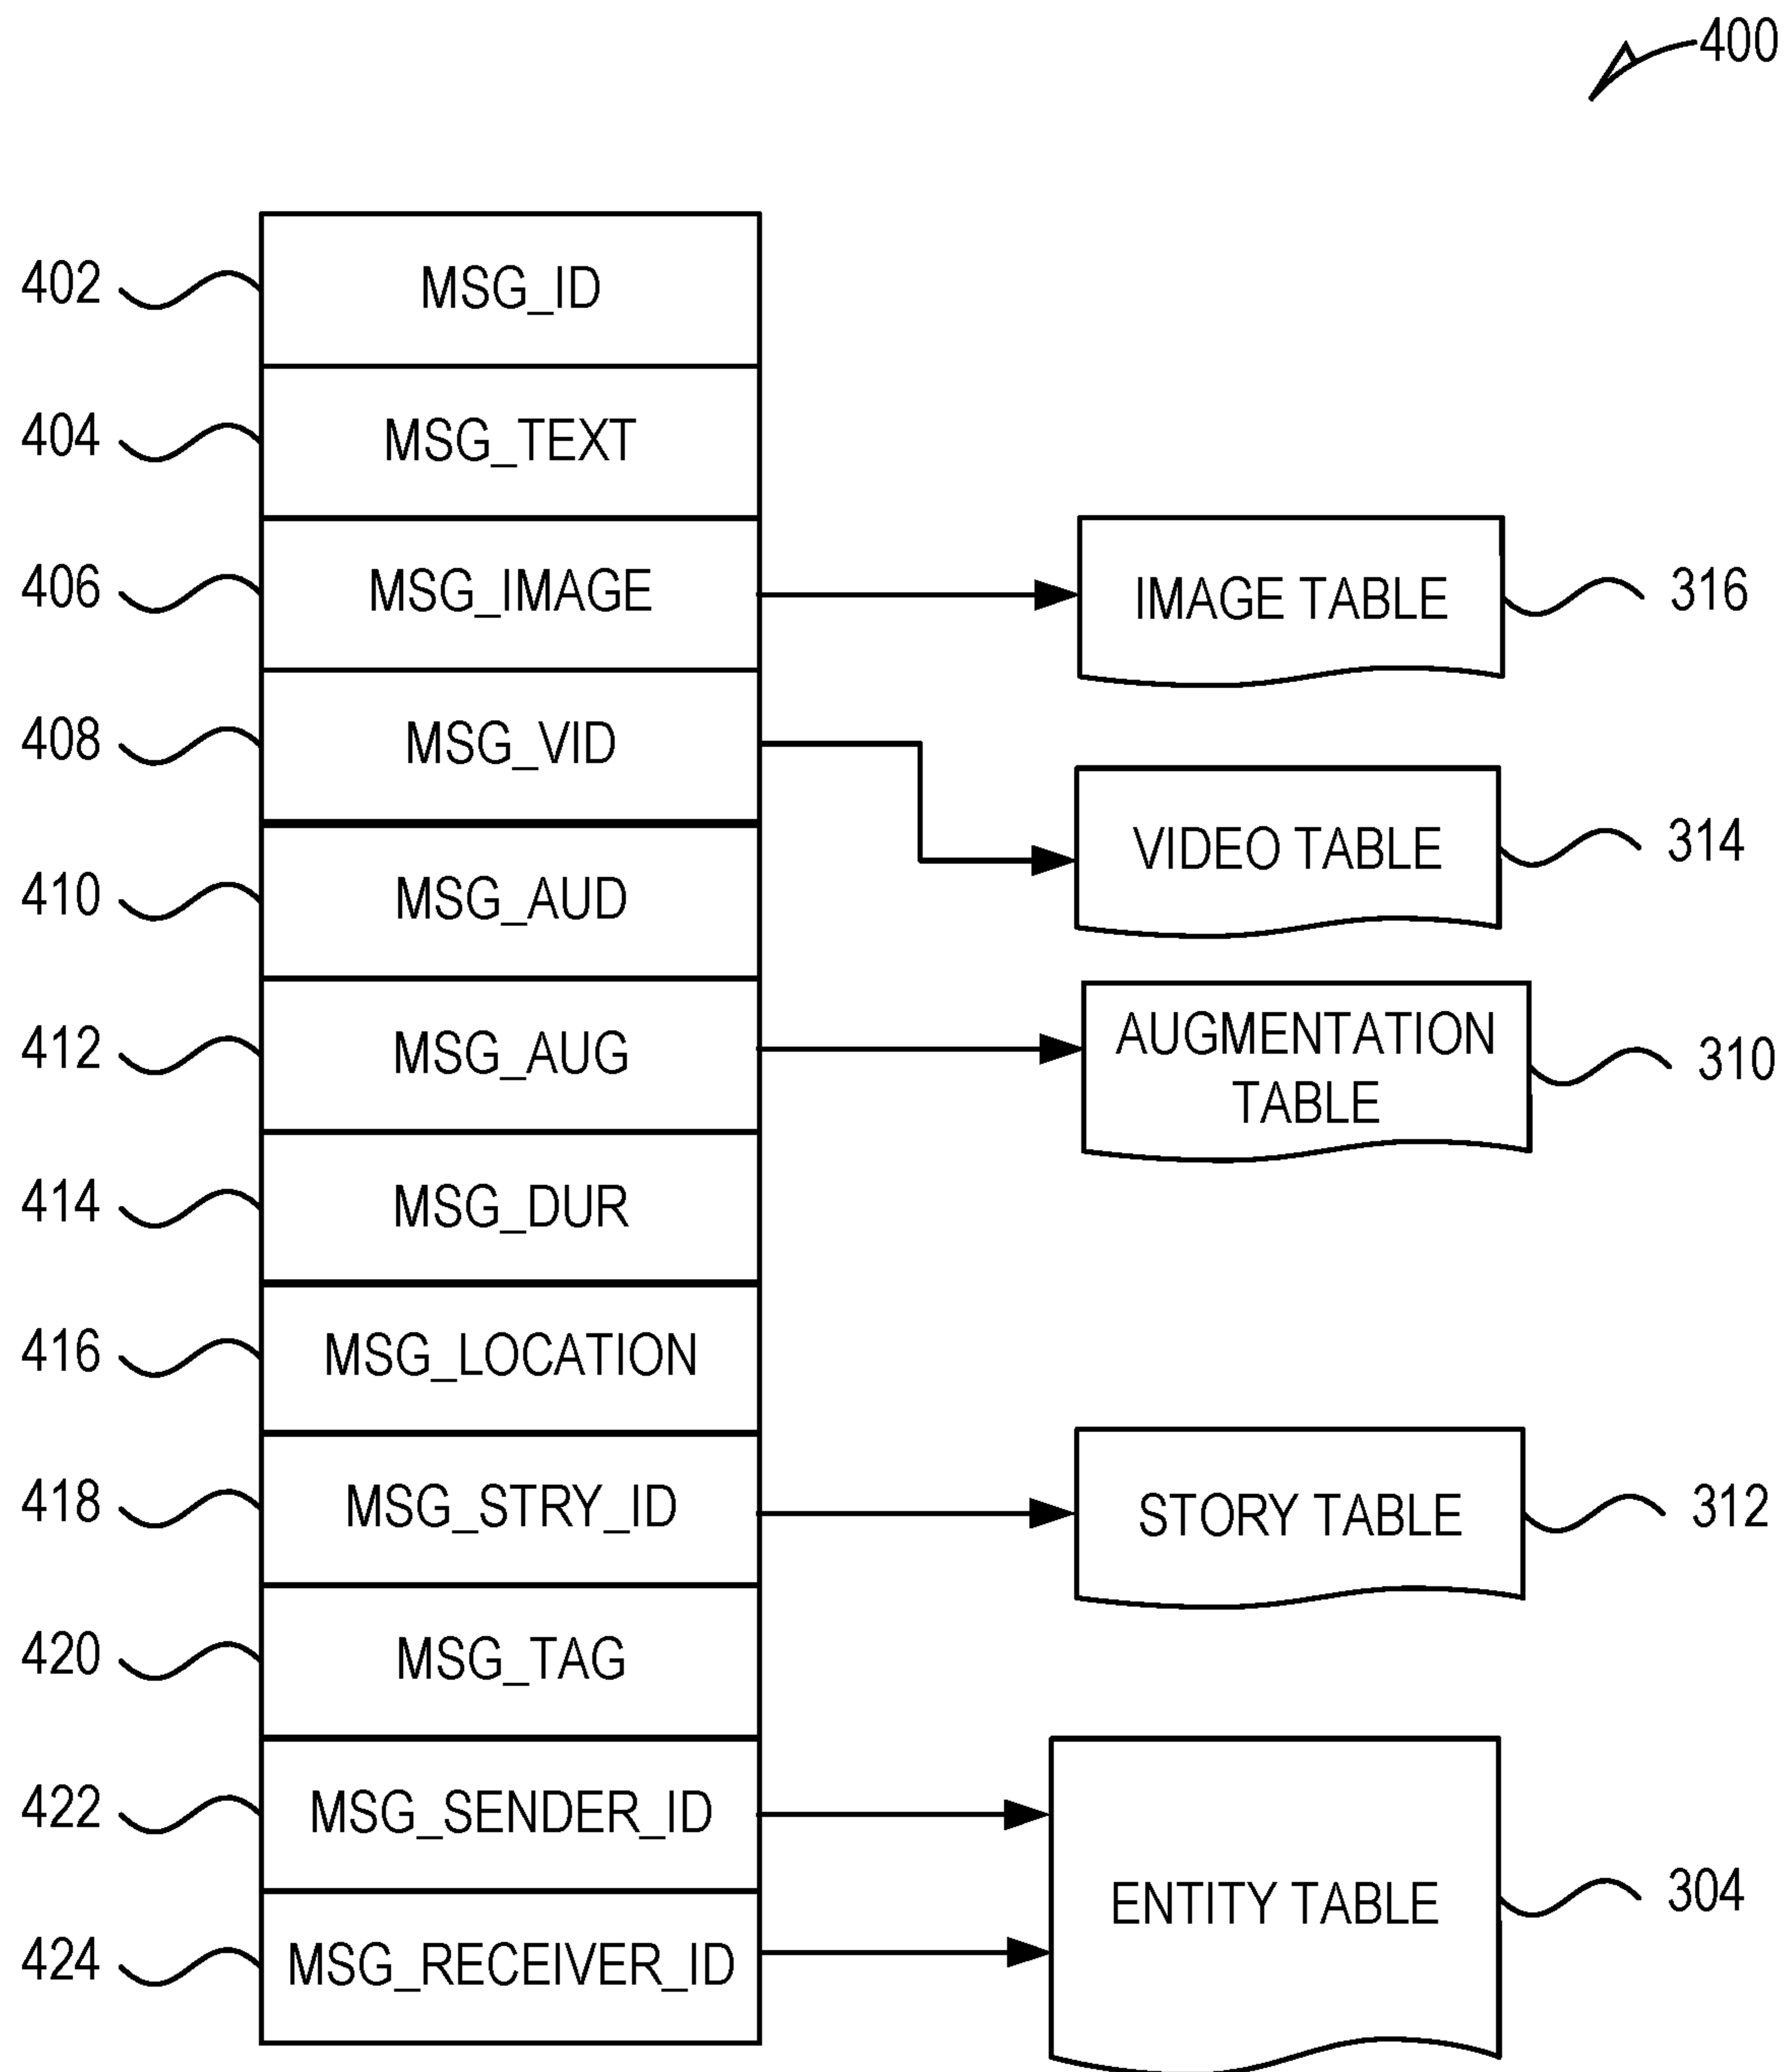 400
402 MSG_ID
404 MSG_TEXT
406 MSG_IMAGE IMAGE TABLE 316
408 MSG_VID VIDEO TABLE 314
410 MSG_AUD
412 MSG_AUG AUGMENTATION TABLE 310
414 MSG_DUR
416 MSG_LOCATION
418 MSG_STRY_ID STORY TABLE 312
420 MSG_TAG
422 MSG_SENDER_ID
ENTITY TABLE 304
424 MSG_RECEIVER_ID